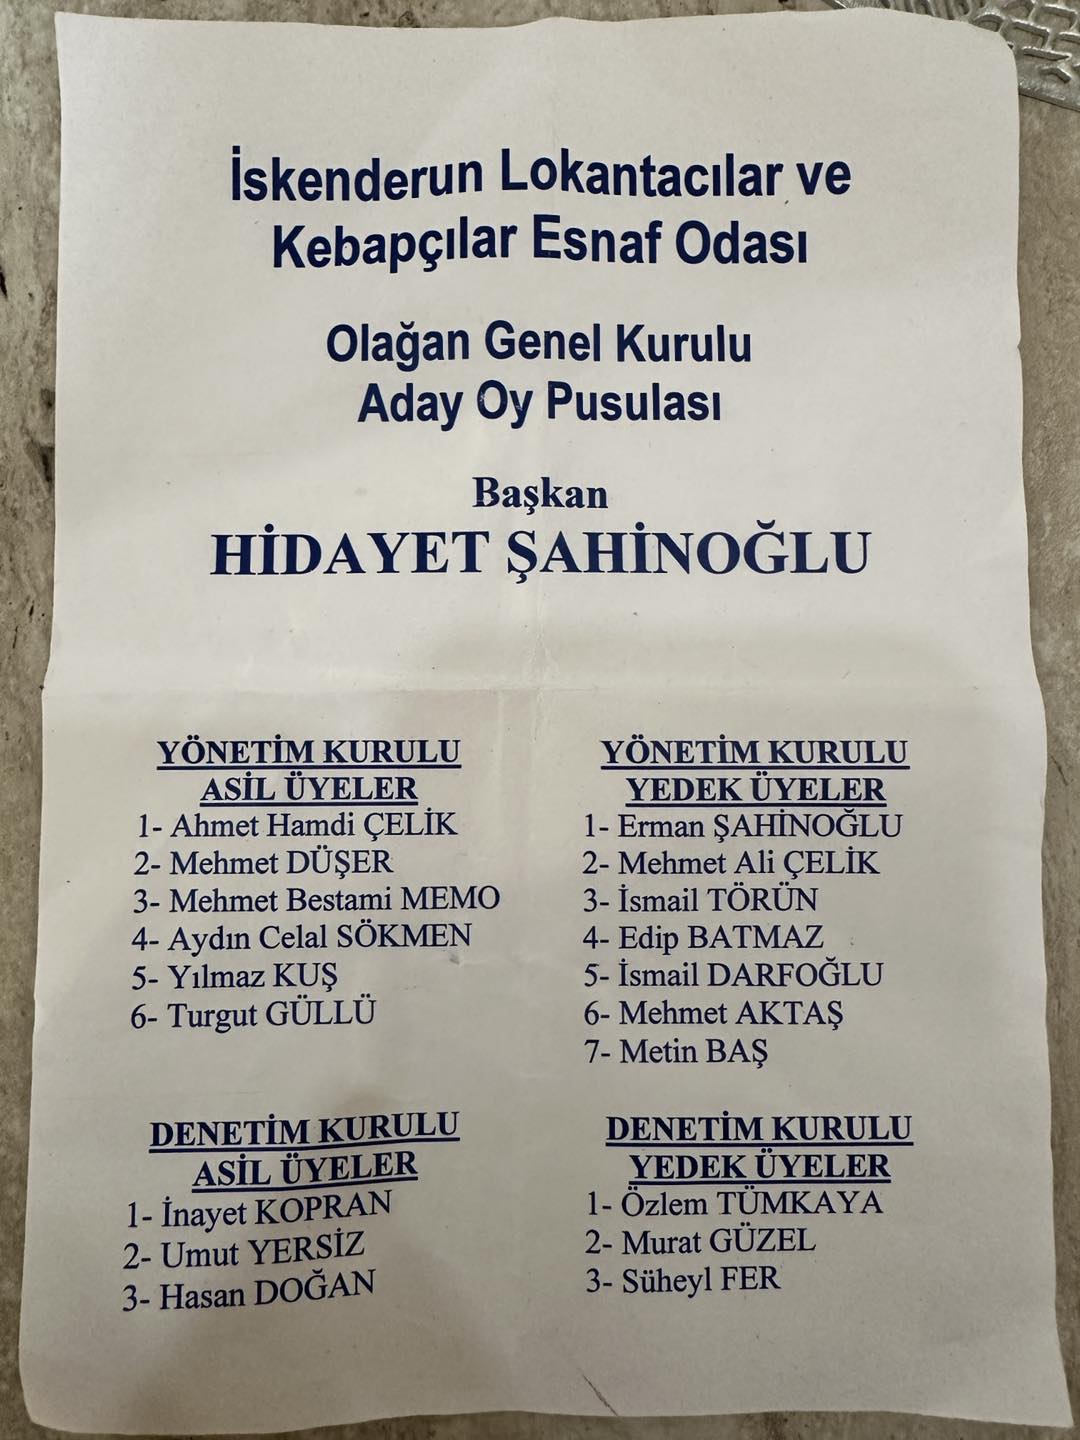 İskenderun Lokantacılar ve
Kebapçılar Esnaf Odası
Olağan Genel Kurulu
Aday Oy Pusulası
Başkan
HİDAYET ŞAHİNOĞLU
YÖNETİM KURULU
ASİL ÜYELER
1- Ahmet Hamdi ÇELİK
2- Mehmet DÜŞER
3- Mehmet Bestami MEMO
4- Aydın Celal SÖKMEN
5- Yılmaz KUŞ
6- Turgut GÜLLÜ
YÖNETİM KURULU
YEDEK ÜYELER
1- Erman ŞAHİNOĞLU
2- Mehmet Ali ÇELİK
3- İsmail TÖRÜN
4- Edip BATMAZ
5- İsmail DARFOĞLU
6- Mehmet AKTAŞ
7- Metin BAŞ
DENETİM KURULU
ASİL ÜYELER
1- İnayet KOPRAN
2- Umut YERSİZ
3- Hasan DOĞAN
DENETİM KURULU
YEDEK ÜYELER
1- Özlem TÜMKAYA
2- Murat GÜZEL
3- Süheyl FER